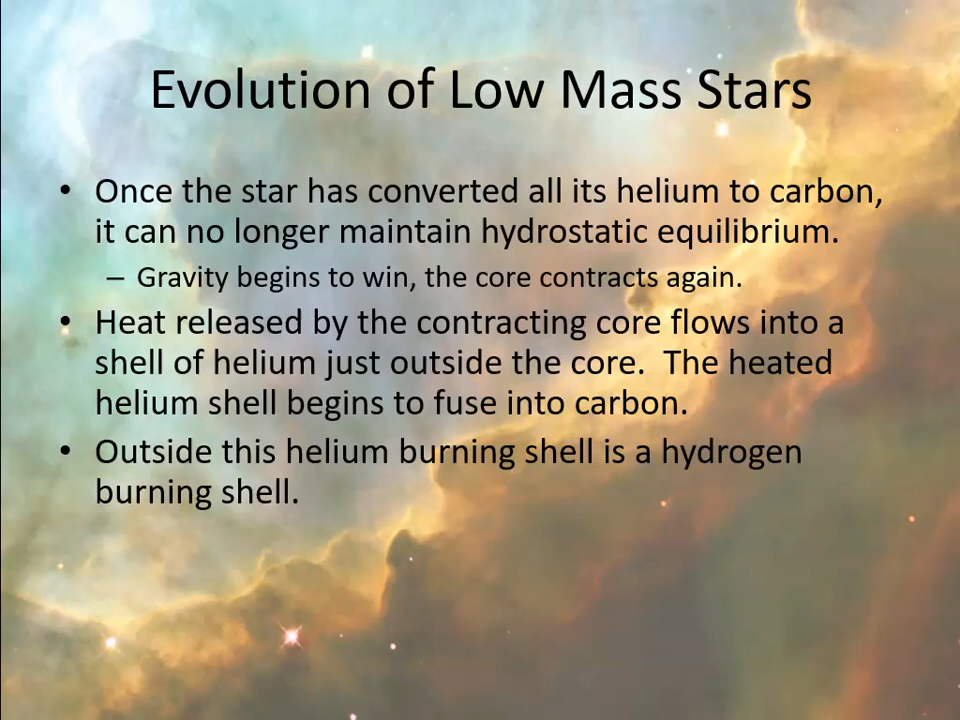 Evolution of Low Mass Stars
• Once the star has converted all its helium to carbon,
it can no longer maintain hydrostatic equilibrium.
– Gravity begins to win, the core contracts again.
• Heat released by the contracting core flows into a
shell of helium just outside the core.  The heated
helium shell begins to fuse into carbon.
• Outside this helium burning shell is a hydrogen
burning shell.